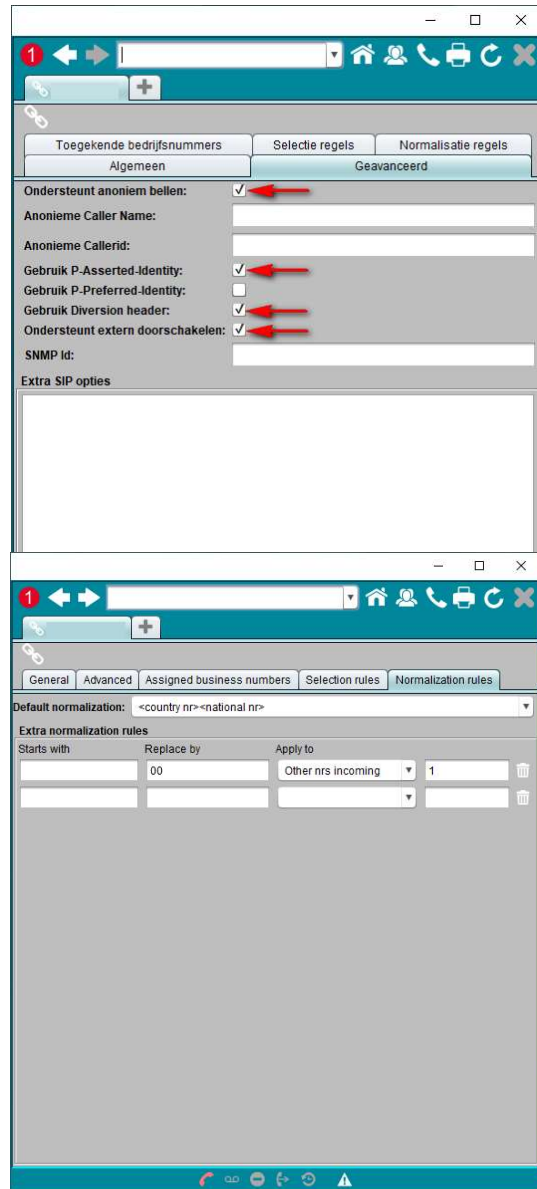 1
Toegekende bedrijfsnummers Selectie regels Normalisatie regels
Algemeen Geavanceerd
Ondersteunt anoniem bellen:
Anonieme Caller Name:
Anonieme Callerid:
Gebruik P-Asserted-Identity:
Gebruik P-Preferred-Identity:
Gebruik Diversion header:
Ondersteunt extern doorschakelen:
SNMP Id:
Extra SIP opties
1
General Advanced Assigned business numbers Selection rules Normalization rules
Default normalization: <country nr><national nr>
Extra normalization rules
Starts with Replace by Apply to
00 Other nrs incoming 1